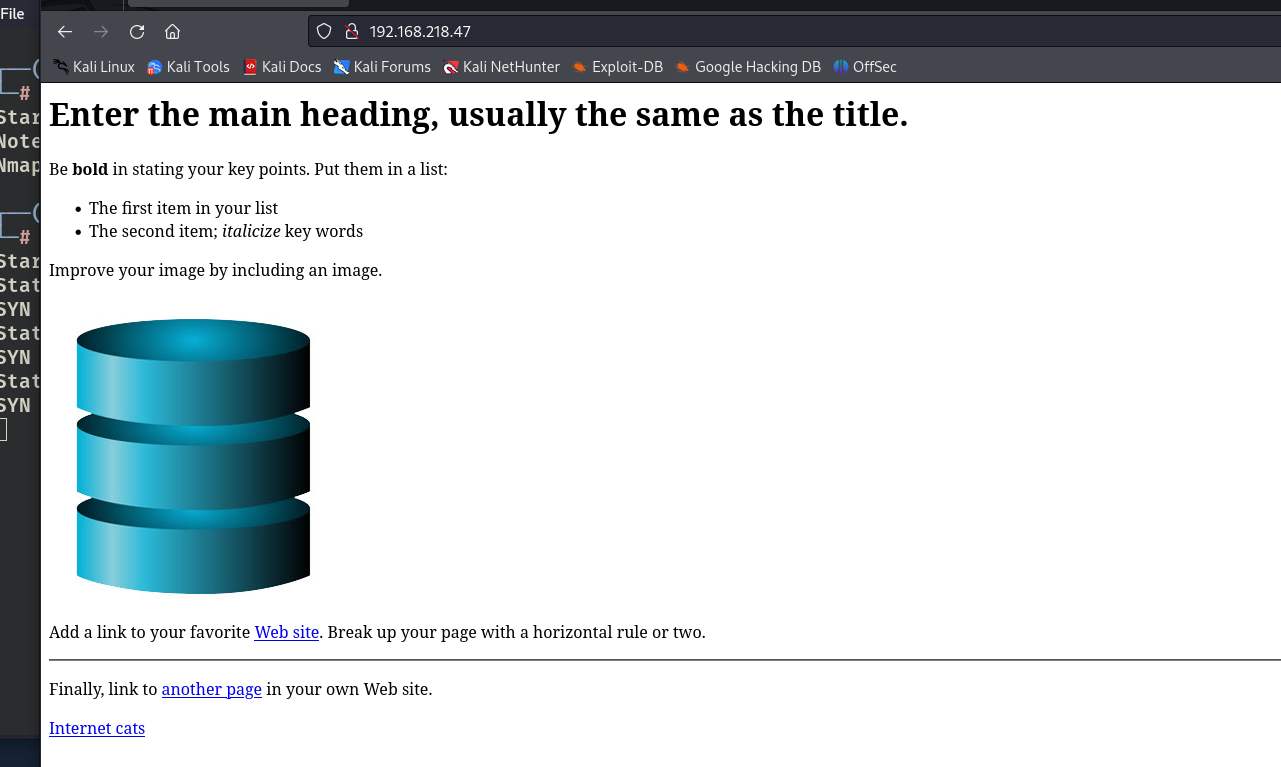 File
192.168.218.47
Kali Linux Kali Tools Kali Docs Kali Forums Kali NetHunter Exploit-DB Google Hacking DB OffSec
Enter the main heading, usually the same as the title.
Be bold in stating your key points. Put them in a list:
• The first item in your list
• The second item; italicize key words
Improve your image by including an image.
Add a link to your favorite Web site. Break up your page with a horizontal rule or two.
Finally, link to another page in your own Web site.
Internet cats
#
Star
Note
Nmap
#
Star
Stat
SYN
Stat
SYN
Stat
SYN